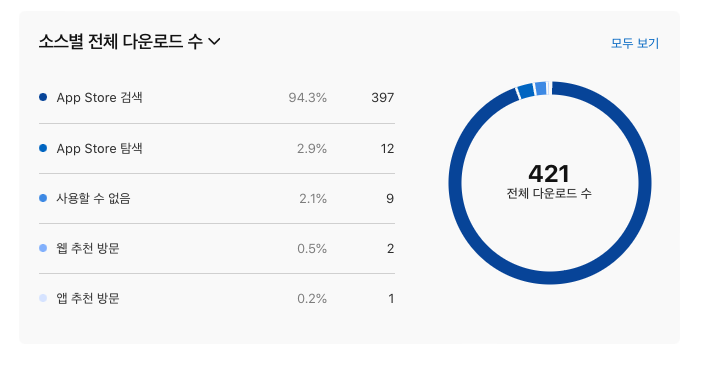 소스별 전체 다운로드 수
모두 보기
App Store 검색 94.3% 397
App Store 탐색 2.9% 12
사용할 수 없음 2.1% 9
웹 추천 방문 0.5% 2
앱 추천 방문 0.2% 1
421
전체 다운로드 수